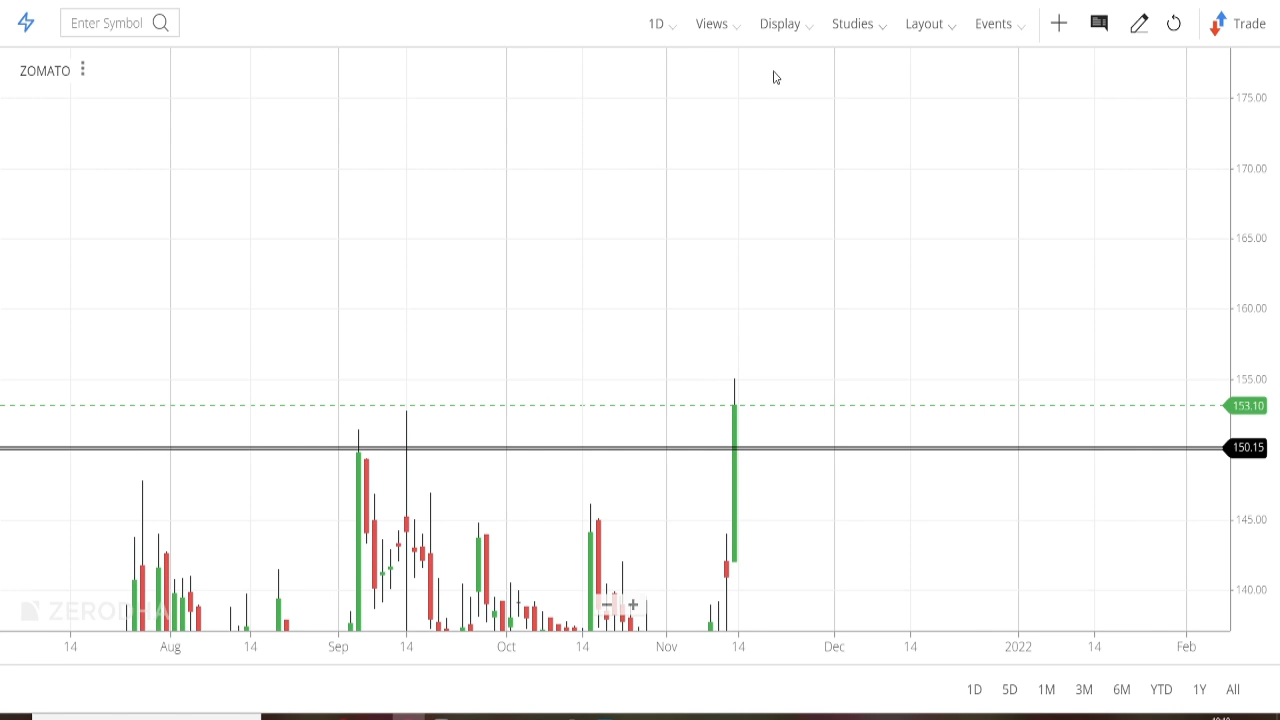 Enter Symbol 1D Views Display Studies Layout Events Trade
ZOMATO
175.00
170.00
165.00
160.00
155.00
153.10
150.15
145.00
140.00
ZERODHA
14 Aug 14 Sep 14 Oct 14 Nov 14 Dec 14 2022 14 Feb
1D 5D 1M 3M 6M YTD 1Y All